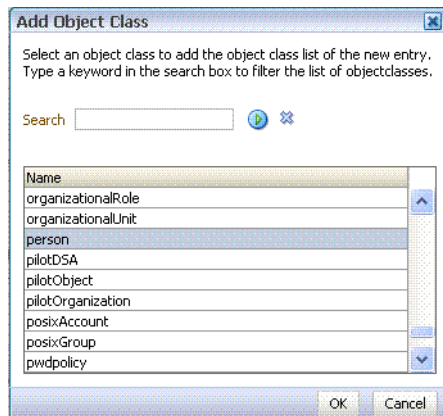 Add Object Class
Select an object class to add the object class list of the new entry.
Type a keyword in the search box to filter the list of objectclasses.
Search
Name
organizationalRole
organizationalUnit
person
pilotDSA
pilotObject
pilotOrganization
posixAccount
posixGroup
pwdpolicy
OK Cancel